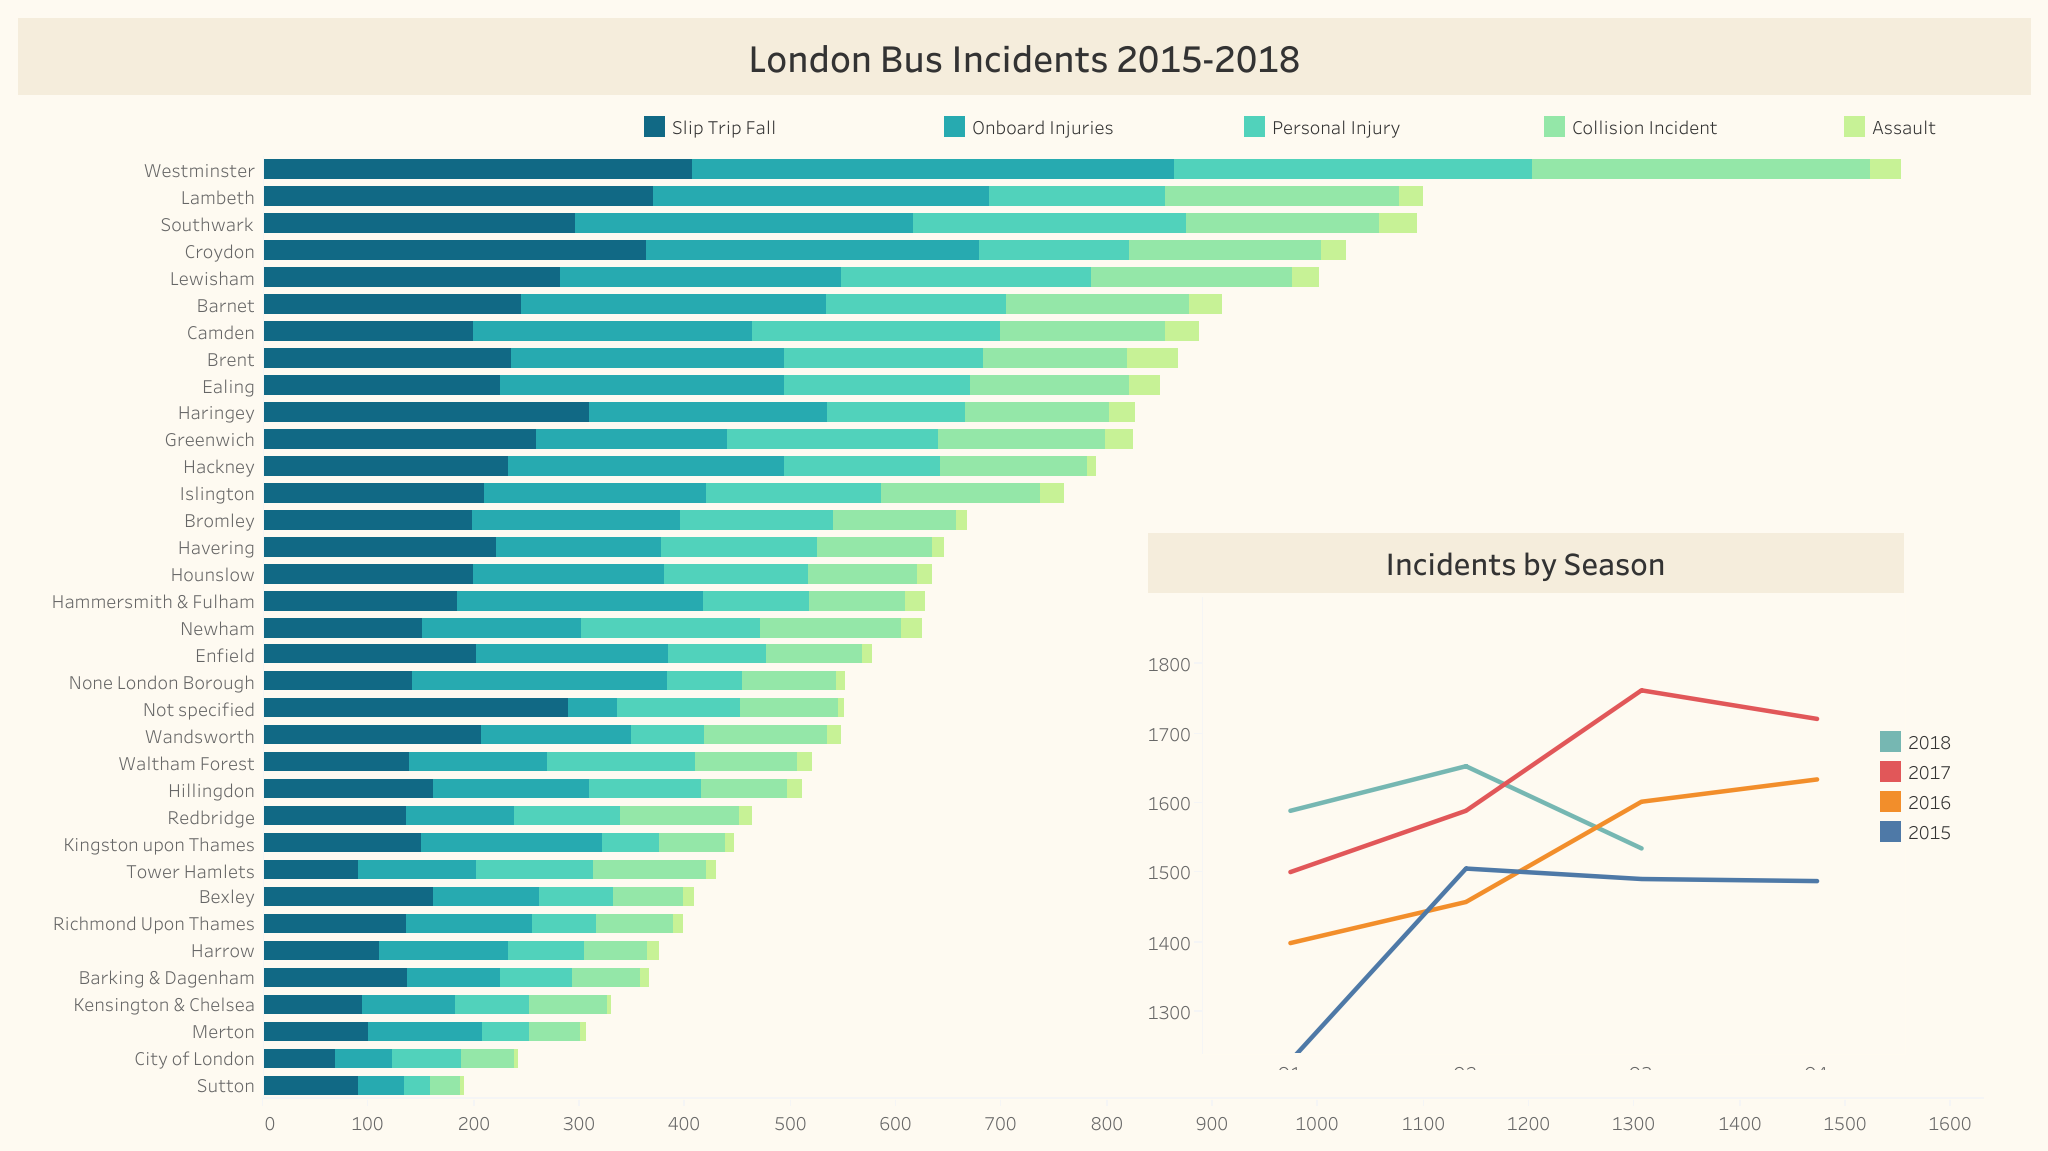 London Bus Incidents 2015-2018
Slip Trip Fall
Onboard Injuries
Personal Injury
Collision Incident
Assault
Westminster
Lambeth
Southwark
Croydon
Lewisham
Barnet
Camden
Brent
Ealing
Haringey
Greenwich
Hackney
Islington
Bromley
Havering
Hounslow
Hammersmith & Fulham
Newham
Enfield
None London Borough
Not specified
Wandsworth
Waltham Forest
Hillingdon
Redbridge
Kingston upon Thames
Tower Hamlets
Bexley
Richmond Upon Thames
Harrow
Barking & Dagenham
Kensington & Chelsea
Merton
City of London
Sutton
0 100 200 300 400 500 600 700 800 900 1000 1100 1200 1300 1400 1500 1600
Incidents by Season
1800
1700
1600
1500
1400
1300
2018
2017
2016
2015